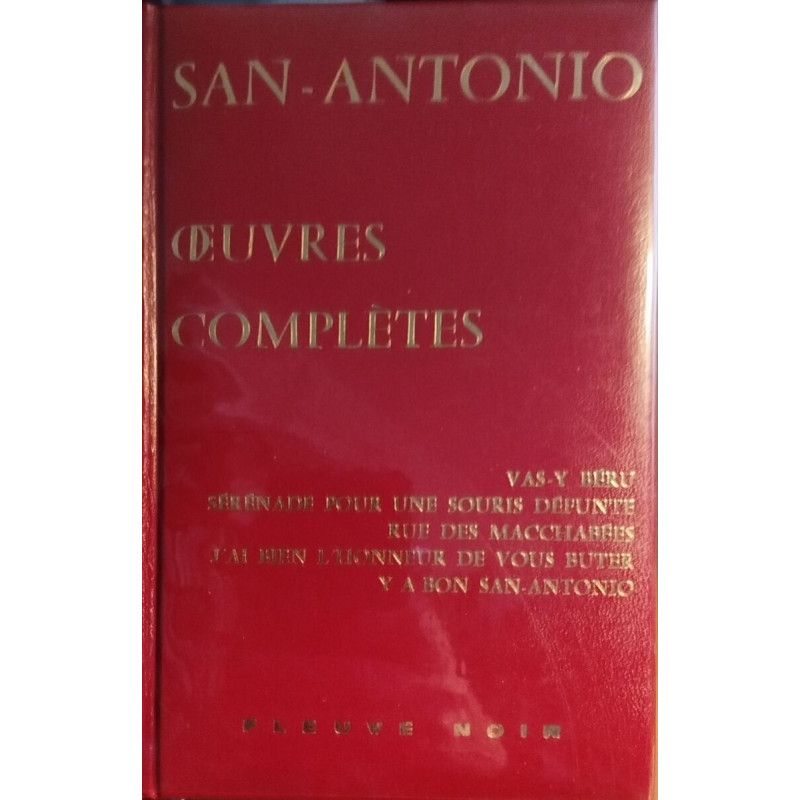 SAN-ANTONIO
ŒUVRES
COMPLÈTES
VAS-Y BÉRU
SÉRÉNADE POUR UNE SOURIS DÉFUNTE
RUE DES MACCHABÉES
J'AI BIEN L'HONNEUR DE VOUS BUTER
Y A BON SAN-ANTONIO
FLEUVE NOIR